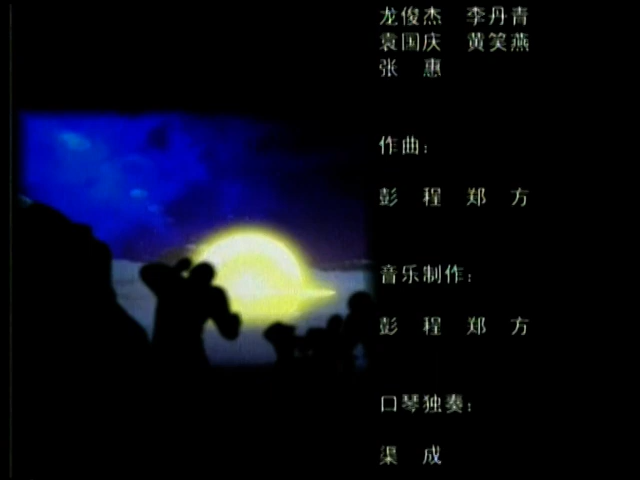 龙俊杰 李丹青
袁国庆 黄笑燕
张 惠
作曲:
彭 程 郑 方
音乐制作:
彭 程 郑 方
口琴独奏:
渠 成